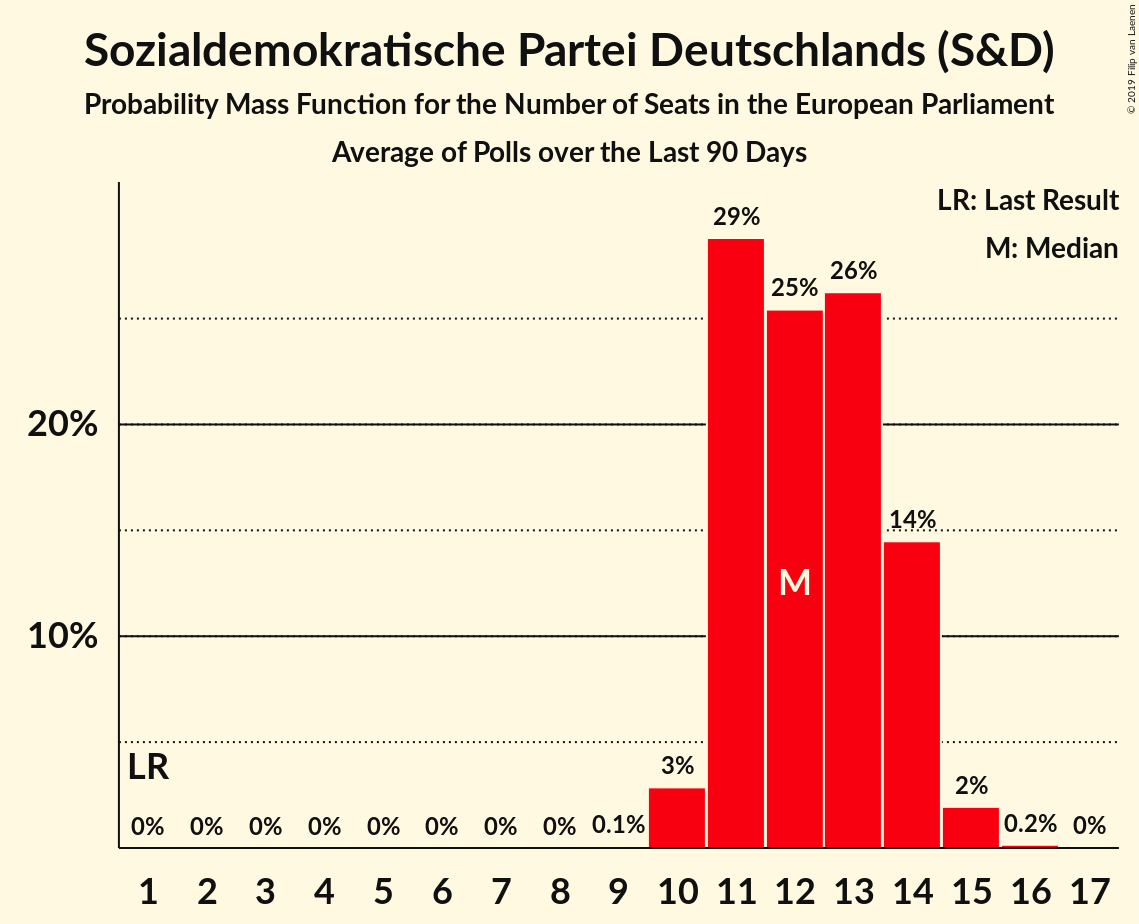 Sozialdemokratische Partei Deutschlands (S&D)
Probability Mass Function for the Number of Seats in the European Parliament
Average of Polls over the Last 90 Days
© 2019 Filip van Laenen
LR: Last Result
M: Median
29%
26%
25%
20%
14%
M
10%
LR
3%
2%
0% 0% 0% 0% 0% 0% 0% 0% 0.1% 0.2% 0%
1 2 3 4 5 6 7 8 9 10 11 12 13 14 15 16 17